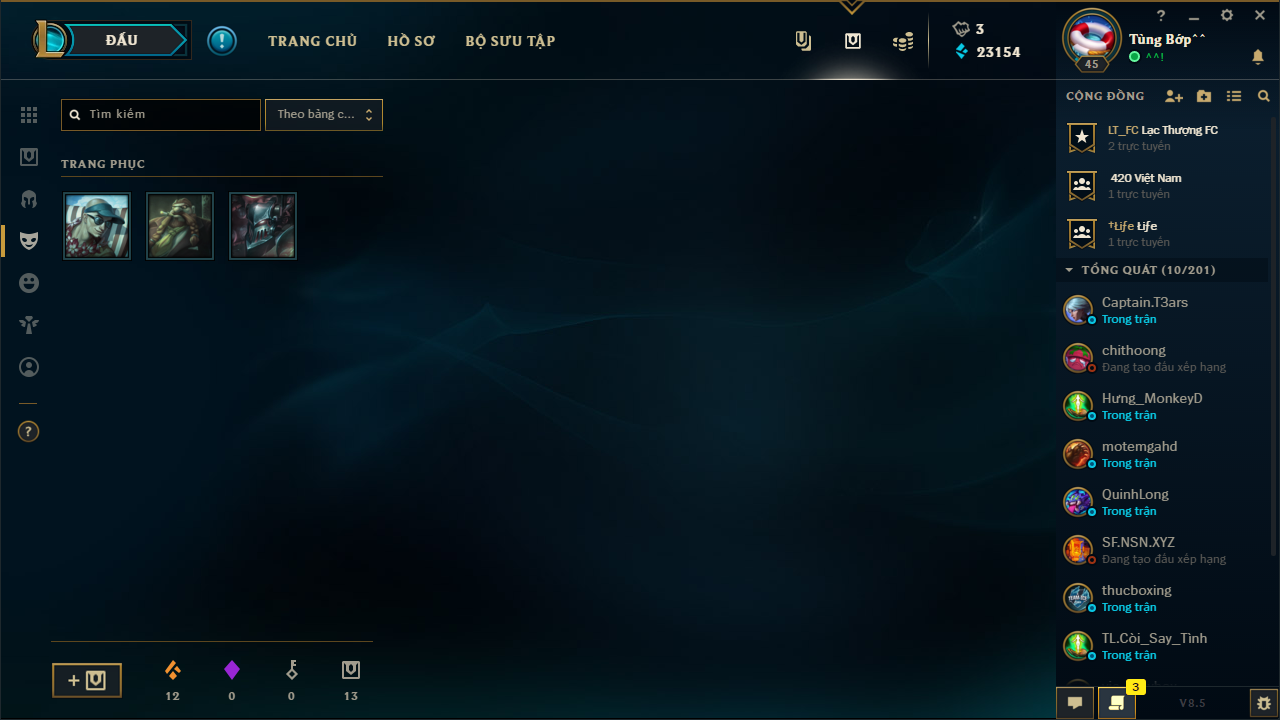 ĐẤU
TRANG CHỦ
HỒ SƠ
BỘ SƯU TẬP
3
23154
45
Tùng Bớp^^
^^!
Tìm kiếm
Theo bảng c...
TRANG PHỤC
CỘNG ĐỒNG
LT_FC Lạc Thượng FC
2 trực tuyến
420 Việt Nam
1 trực tuyến
†Life Life
1 trực tuyến
TỔNG QUÁT (10/201)
Captain.T3ars
Trong trận
chithoong
Đang tạo đấu xếp hạng
Hưng_MonkeyD
Trong trận
motemgahd
Trong trận
QuinhLong
Trong trận
SF.NSN.XYZ
Đang tạo đấu xếp hạng
thucboxing
Trong trận
TL.Còi_Say_Tình
Trong trận
12
0
0
13
3
V8.5